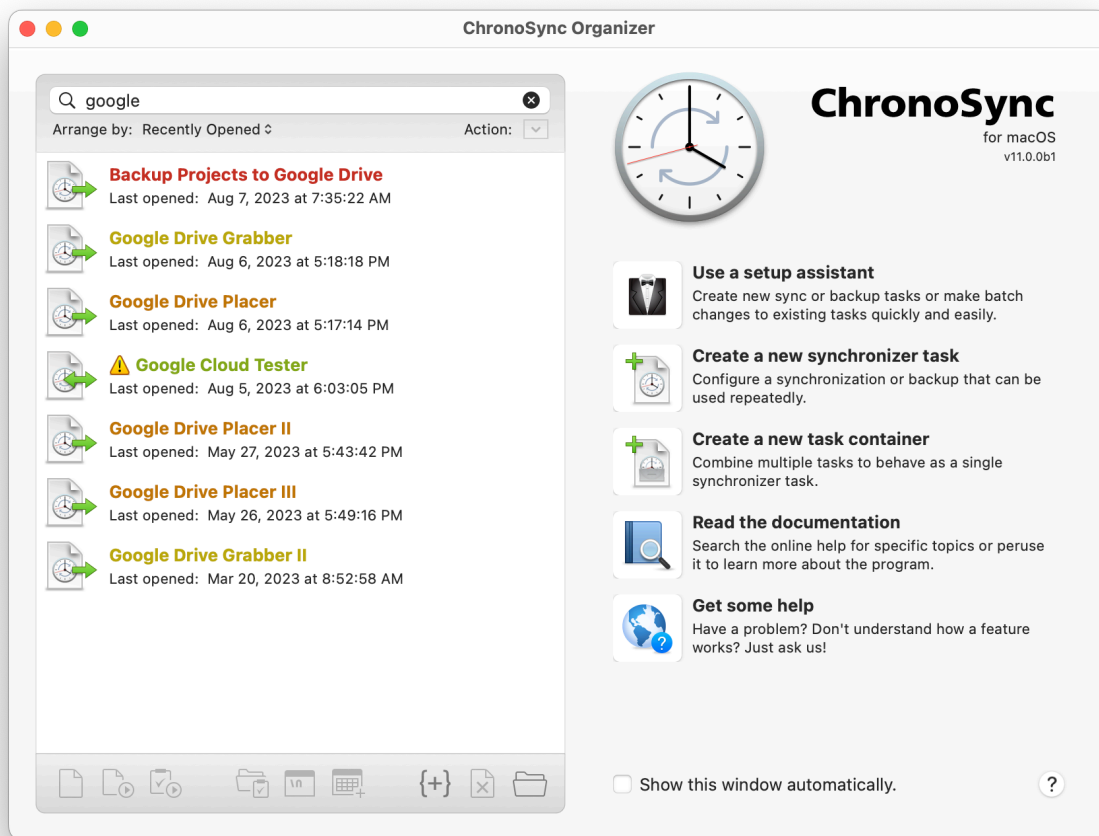 ChronoSync Organizer
google
Arrange by: Recently Opened
Action:
Backup Projects to Google Drive
Last opened: Aug 7, 2023 at 7:35:22 AM
Google Drive Grabber
Last opened: Aug 6, 2023 at 5:18:18 PM
Google Drive Placer
Last opened: Aug 6, 2023 at 5:17:14 PM
Google Cloud Tester
Last opened: Aug 5, 2023 at 6:03:05 PM
Google Drive Placer II
Last opened: May 27, 2023 at 5:43:42 PM
Google Drive Placer III
Last opened: May 26, 2023 at 5:49:16 PM
Google Drive Grabber II
Last opened: Mar 20, 2023 at 8:52:58 AM
ChronoSync
for macOS
v11.0.0b1
Use a setup assistant
Create new sync or backup tasks or make batch
changes to existing tasks quickly and easily.
Create a new synchronizer task
Configure a synchronization or backup that can be
used repeatedly.
Create a new task container
Combine multiple tasks to behave as a single
synchronizer task.
Read the documentation
Search the online help for specific topics or peruse
it to learn more about the program.
Get some help
Have a problem? Don't understand how a feature
works? Just ask us!
Show this window automatically.
?